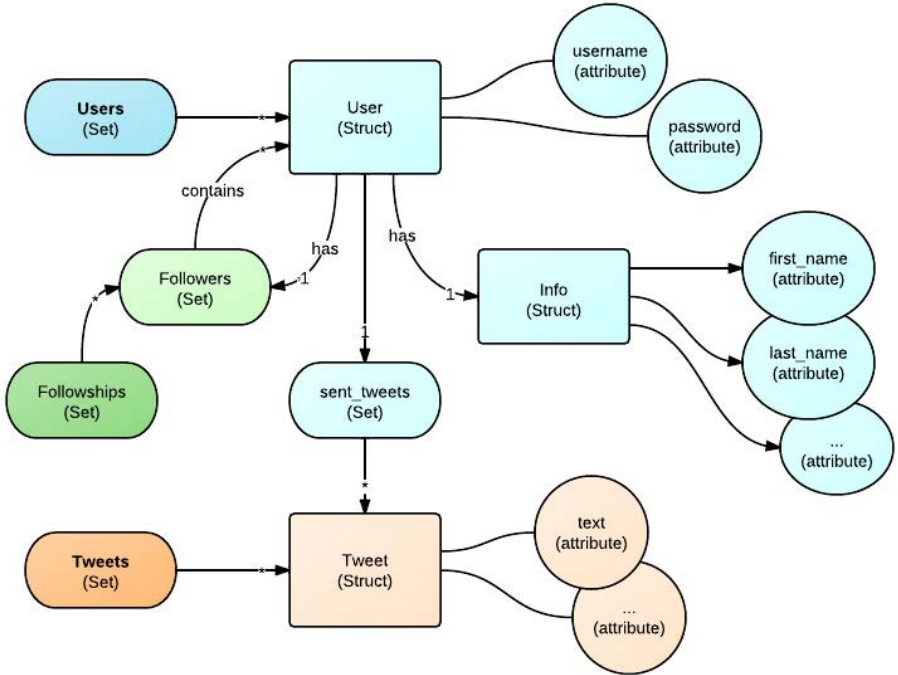 username
(attribute)
Users
(Set)
*
User
(Struct)
password
(attribute)
*
contains
has
has
Followers
(Set)
1
1
Info
(Struct)
first_name
(attribute)
*
1
last_name
(attribute)
Followships
(Set)
sent_tweets
(Set)
...
(attribute)
*
text
(attribute)
Tweets
(Set)
*
Tweet
(Struct)
...
(attribute)